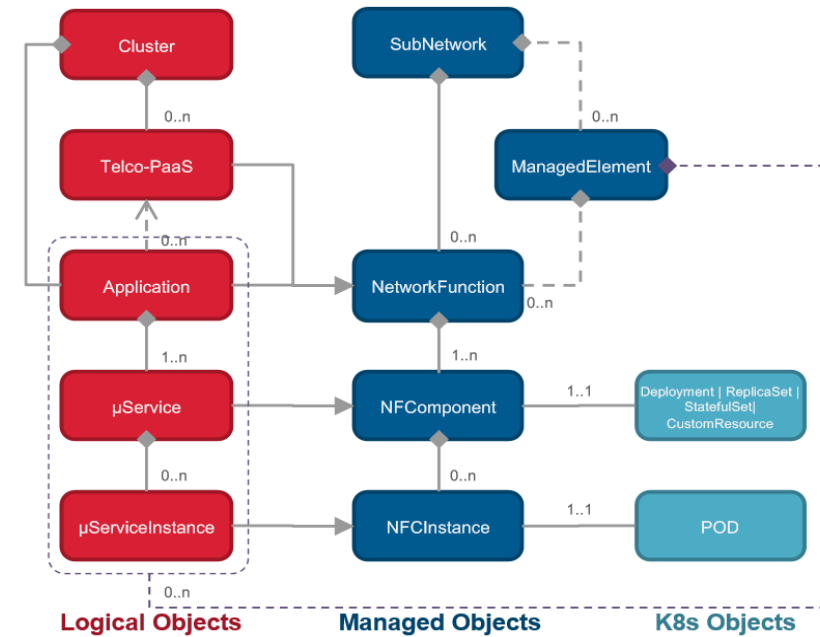 Cluster
SubNetwork
0..n
0..n
Telco-PaaS
ManagedElement
0..n
0..n
Application
NetworkFunction
0..n
1..n
1..n
µService
NFComponent
1..1
Deployment | ReplicaSet |
StatefulSet|
CustomResource
0..n
0..n
µServiceInstance
NFCInstance
1..1
POD
0..n
Logical Objects
Managed Objects
K8s Objects